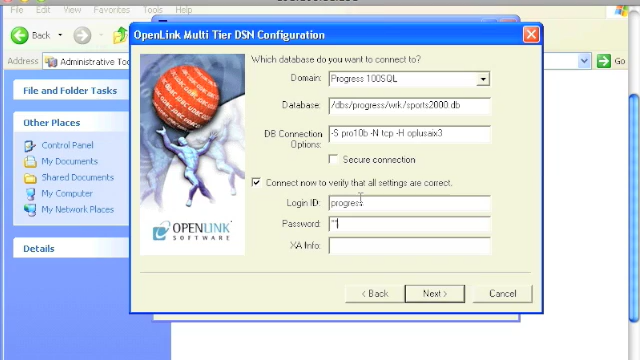 File Edit View Favorites Tools Help
Back
Address Administrative Too Go
File and Folder Tasks
Other Places
Control Panel
My Documents
Shared Documents
My Computer
My Network Places
Details
OpenLink Multi Tier DSN Configuration
Which database do you want to connect to?
Domain: Progress 100SQL
Database: /dbs/progress/wrk/sports2000.db
DB Connection Options: -S pro10b -N tcp -H oplusaix3
Secure connection
Connect now to verify that all settings are correct.
Login ID: progress
Password: **
XA Info:
OPENLINK
SOFTWARE
< Back Next > Cancel